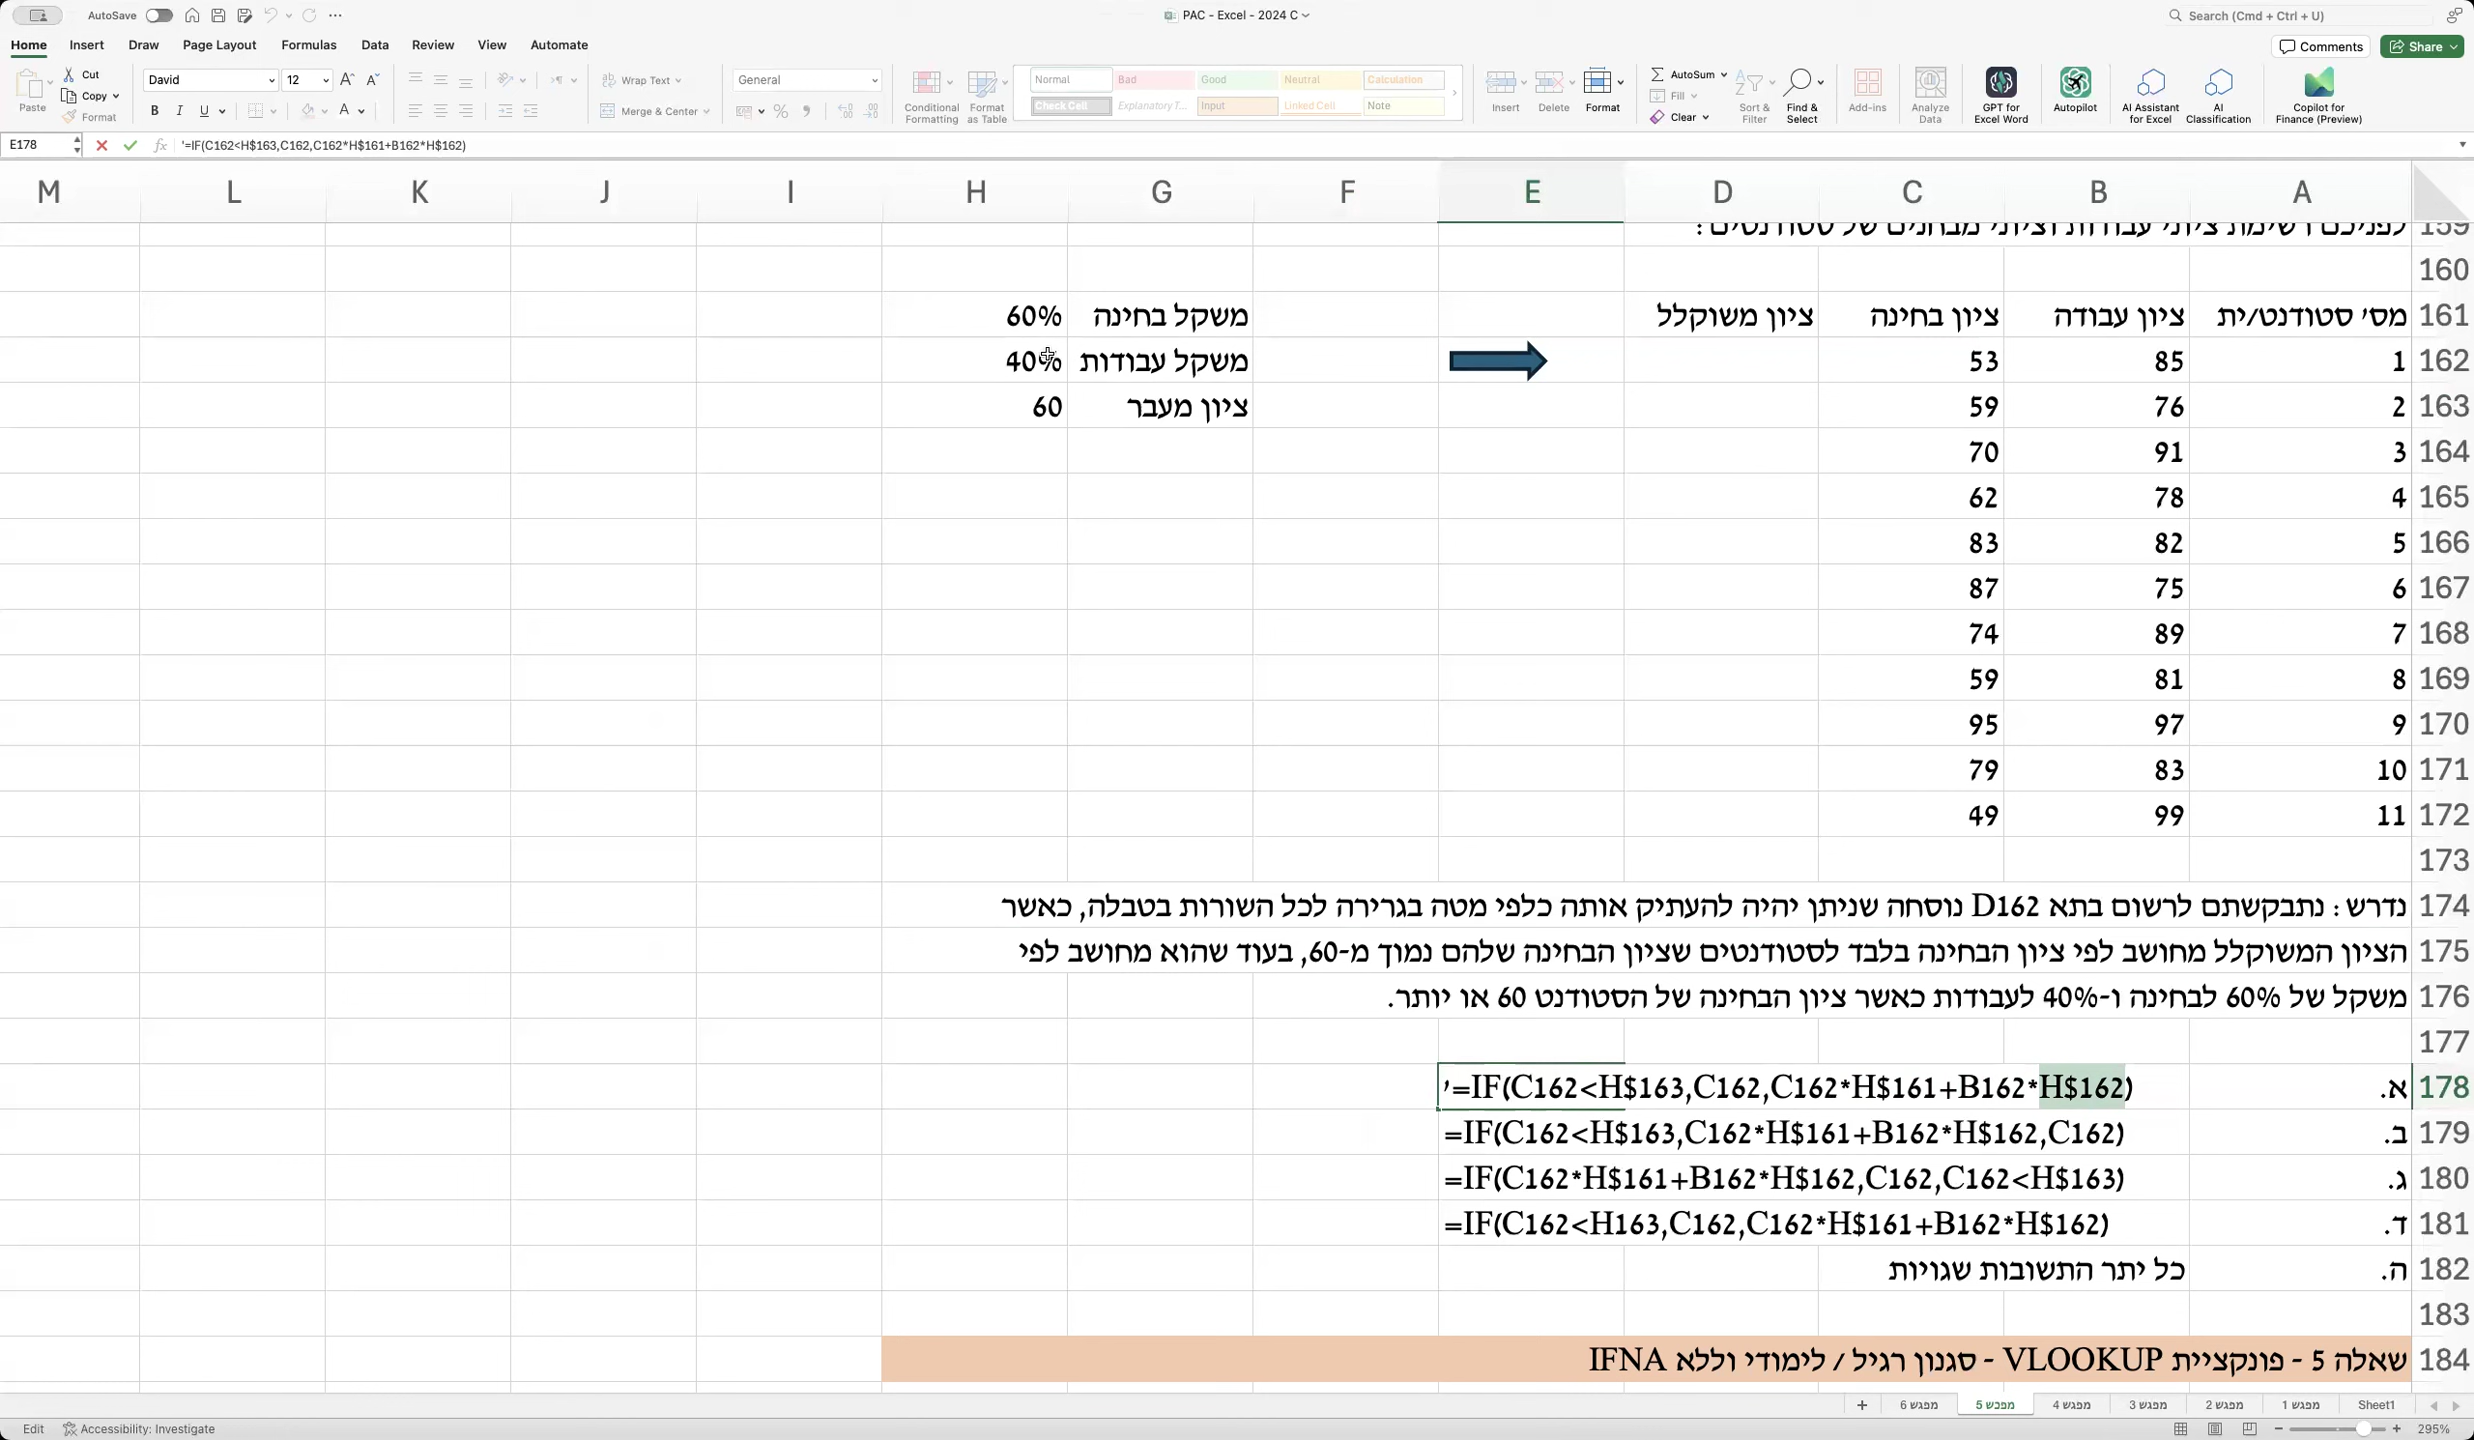 AutoSave
PAC - Excel - 2024 C
Search (Cmd + Ctrl + U)
Home Insert Draw Page Layout Formulas Data Review View Automate
Comments Share
Paste Cut Copy Format
David 12
Wrap Text
Merge & Center
General
Conditional Formatting Format as Table
Normal Bad Good Neutral Calculation
Check Cell Explanatory T... Input Linked Cell Note
Insert Delete Format
AutoSum Fill Clear
Sort & Filter Find & Select
Add-ins Analyze Data GPT for Excel Word Autopilot AI Assistant for Excel AI Classification Copilot for Finance (Preview)
E178 fx '=IF(C162<H$163,C162,C162*H$161+B162*H$162)
M L K J I H G F E D C B A
159 לפניכם רשימת ציוני עבודות וציוני מבחנים של סטודנטים:
160
161 מס' סטודנט/ית ציון עבודה ציון בחינה ציון משוקלל משקל בחינה 60%
162 1 85 53 משקל עבודות 40%
163 2 76 59 ציון מעבר 60
164 3 91 70
165 4 78 62
166 5 82 83
167 6 75 87
168 7 89 74
169 8 81 59
170 9 97 95
171 10 83 79
172 11 99 49
173
174 נדרש: נתבקשתם לרשום בתא D162 נוסחה שניתן יהיה להעתיק אותה כלפי מטה בגרירה לכל השורות בטבלה, כאשר
175 הציון המשוקלל מחושב לפי ציון הבחינה בלבד לסטודנטים שציון הבחינה שלהם נמוך מ-60, בעוד שהוא מחושב לפי
176 משקל של 60% לבחינה ו-40% לעבודות כאשר ציון הבחינה של הסטודנט 60 או יותר.
177
178 א. '=IF(C162<H$163,C162,C162*H$161+B162*H$162)
179 ב. =IF(C162<H$163,C162*H$161+B162*H$162,C162)
180 ג. =IF(C162*H$161+B162*H$162,C162,C162<H$163)
181 ד. =IF(C162<H163,C162,C162*H$161+B162*H$162)
182 ה. כל יתר התשובות שגויות
183
184 שאלה 5 - פונקציית VLOOKUP - סגנון רגיל / לימודי וללא IFNA
Sheet1 מפגש 1 מפגש 2 מפגש 3 מפגש 4 מפגש 5 מפגש 6 +
Edit Accessibility: Investigate 295%